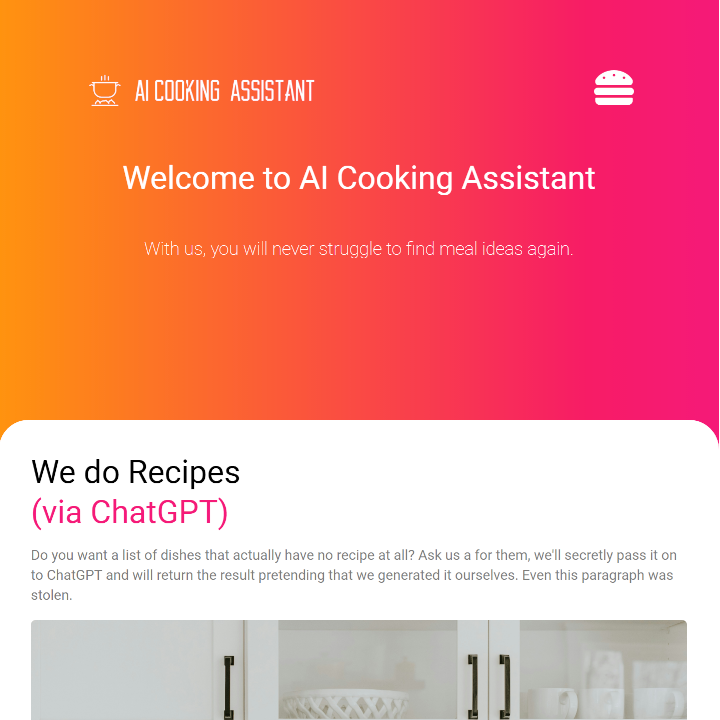 AI COOKING ASSISTANT
Welcome to AI Cooking Assistant
With us, you will never struggle to find meal ideas again.
We do Recipes
(via ChatGPT)
Do you want a list of dishes that actually have no recipe at all? Ask us a for them, we'll secretly pass it on
to ChatGPT and will return the result pretending that we generated it ourselves. Even this paragraph was
stolen.